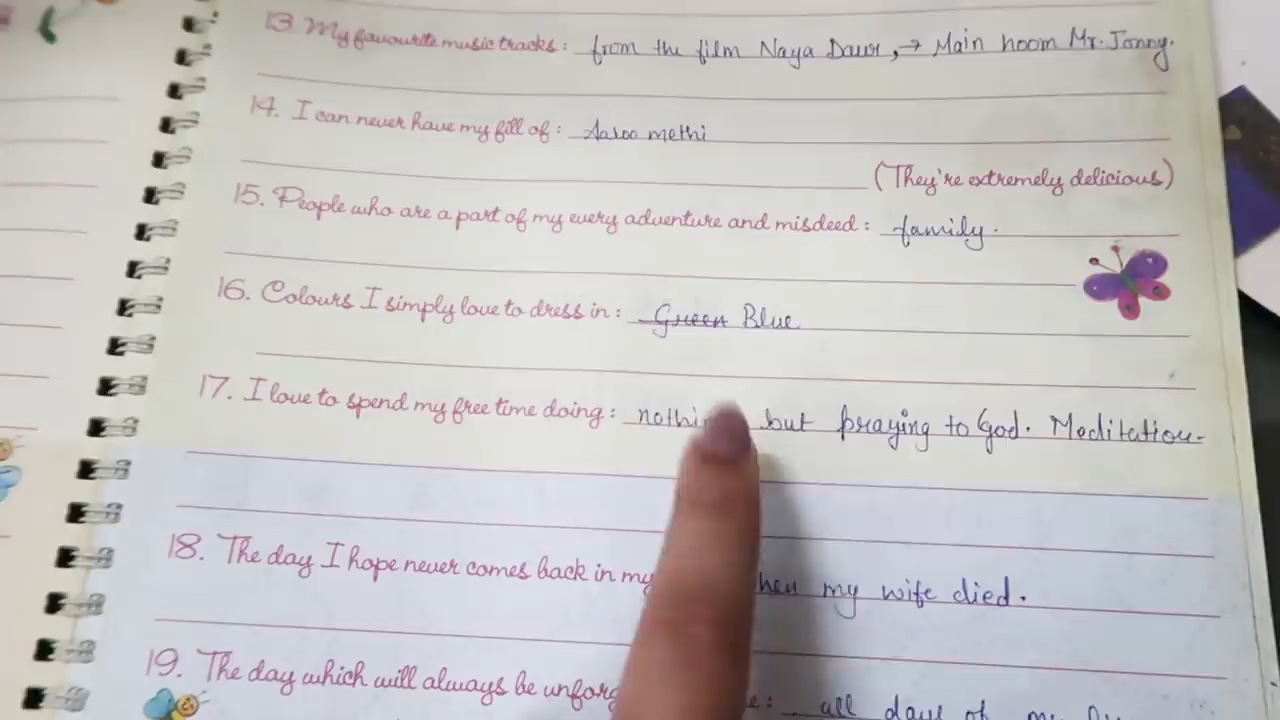 13. My favourite music tracks: from the film Naya Daur, → Main hoom Mr. Jonny.
14. I can never have my fill of: Aaloo methi
(They're extremely delicious)
15. People who are a part of my every adventure and misdeed: family.
16. Colours I simply love to dress in: Green Blue
17. I love to spend my free time doing: but praying to God. Meditation.
18. The day I hope never comes back in my my wife died.
19. The day which will always be all days of